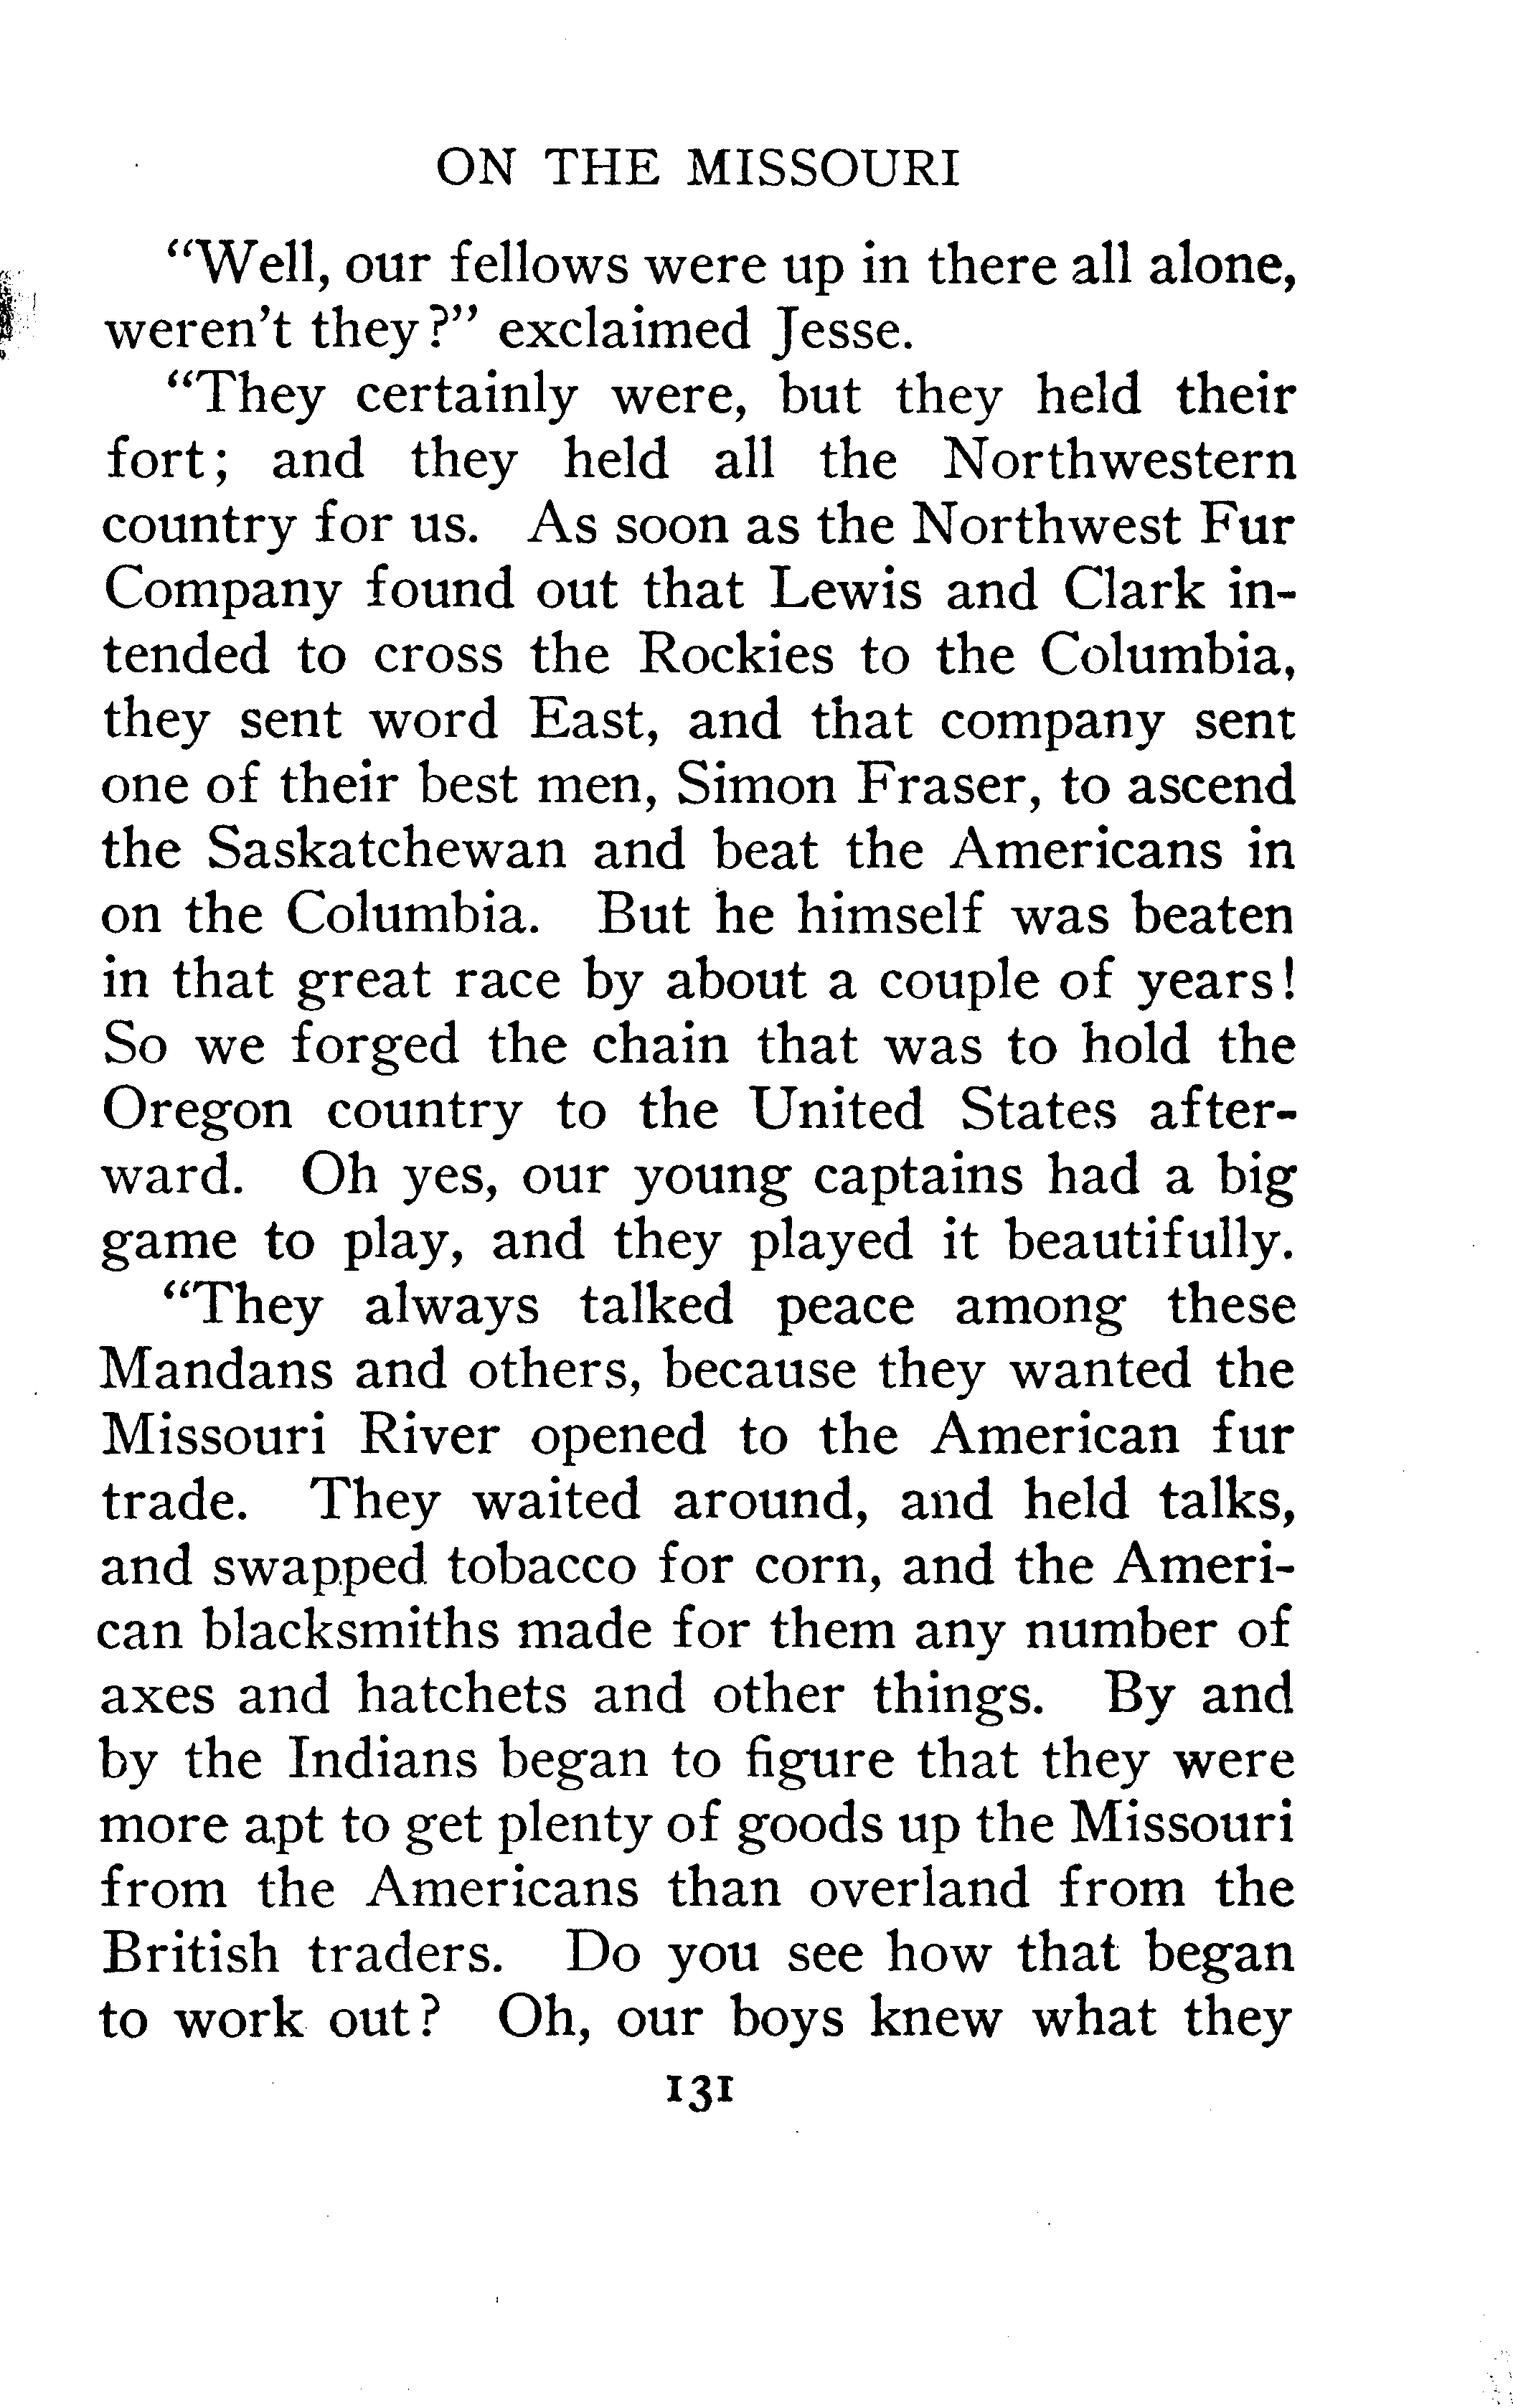 ON THE MISSOURI
"Well, our fellows were up in there all alone,
weren't they?" exclaimed Jesse.
"They certainly were, but they held their
fort; and they held all the Northwestern
country for us. As soon as the Northwest Fur
Company found out that Lewis and Clark in-
tended to cross the Rockies to the Columbia,
they sent word East, and that company sent
one of their best men, Simon Fraser, to ascend
the Saskatchewan and beat the Americans in
on the Columbia. But he himself was beaten
in that great race by about a couple of years!
So we forged the chain that was to hold the
Oregon country to the United States after-
ward. Oh yes, our young captains had a big
game to play, and they played it beautifully.
"They always talked peace among these
Mandans and others, because they wanted the
Missouri River opened to the American fur
trade. They waited around, and held talks,
and swapped tobacco for corn, and the Ameri-
can blacksmiths made for them any number of
axes and hatchets and other things. By and
by the Indians began to figure that they were
more apt to get plenty of goods up the Missouri
from the Americans than overland from the
British traders. Do you see how that began
to work out? Oh, our boys knew what they
131